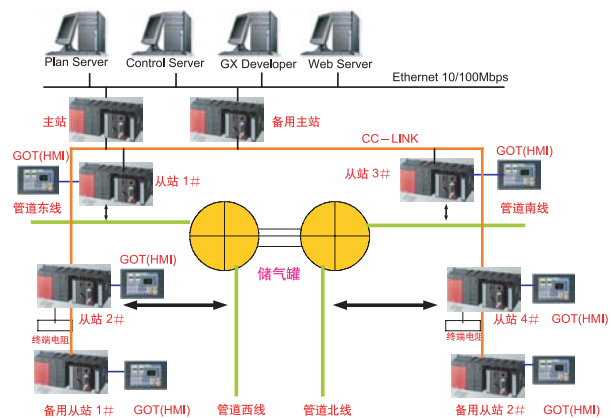 Plan Server Control Server GX Developer Web Server
Ethernet 10/100Mbps
主站
备用主站
CC－LINK
GOT(HMI)
从站 1＃
从站 3＃
GOT(HMI)
管道东线
管道南线
GOT(HMI)
储气罐
从站 2＃
从站 4＃ GOT(HMI)
终端电阻
终端电阻
备用从站 1＃ GOT(HMI)
管道西线
管道北线
备用从站 2＃ GOT(HMI)